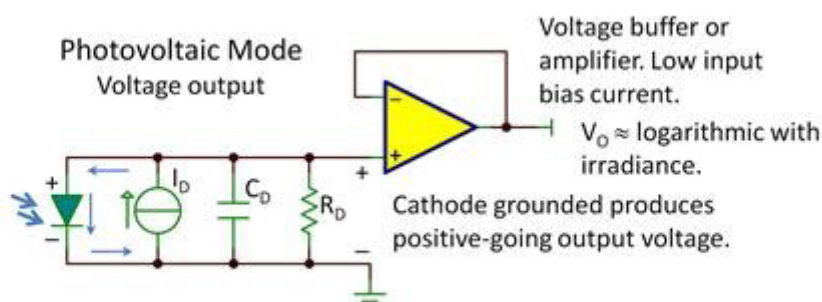 Photovoltaic Mode
Voltage output
Voltage buffer or
amplifier. Low input
bias current.
V_O ≈ logarithmic with
irradiance.
Cathode grounded produces
positive-going output voltage.
−
+
+
−
+
−
I_D
C_D
R_D